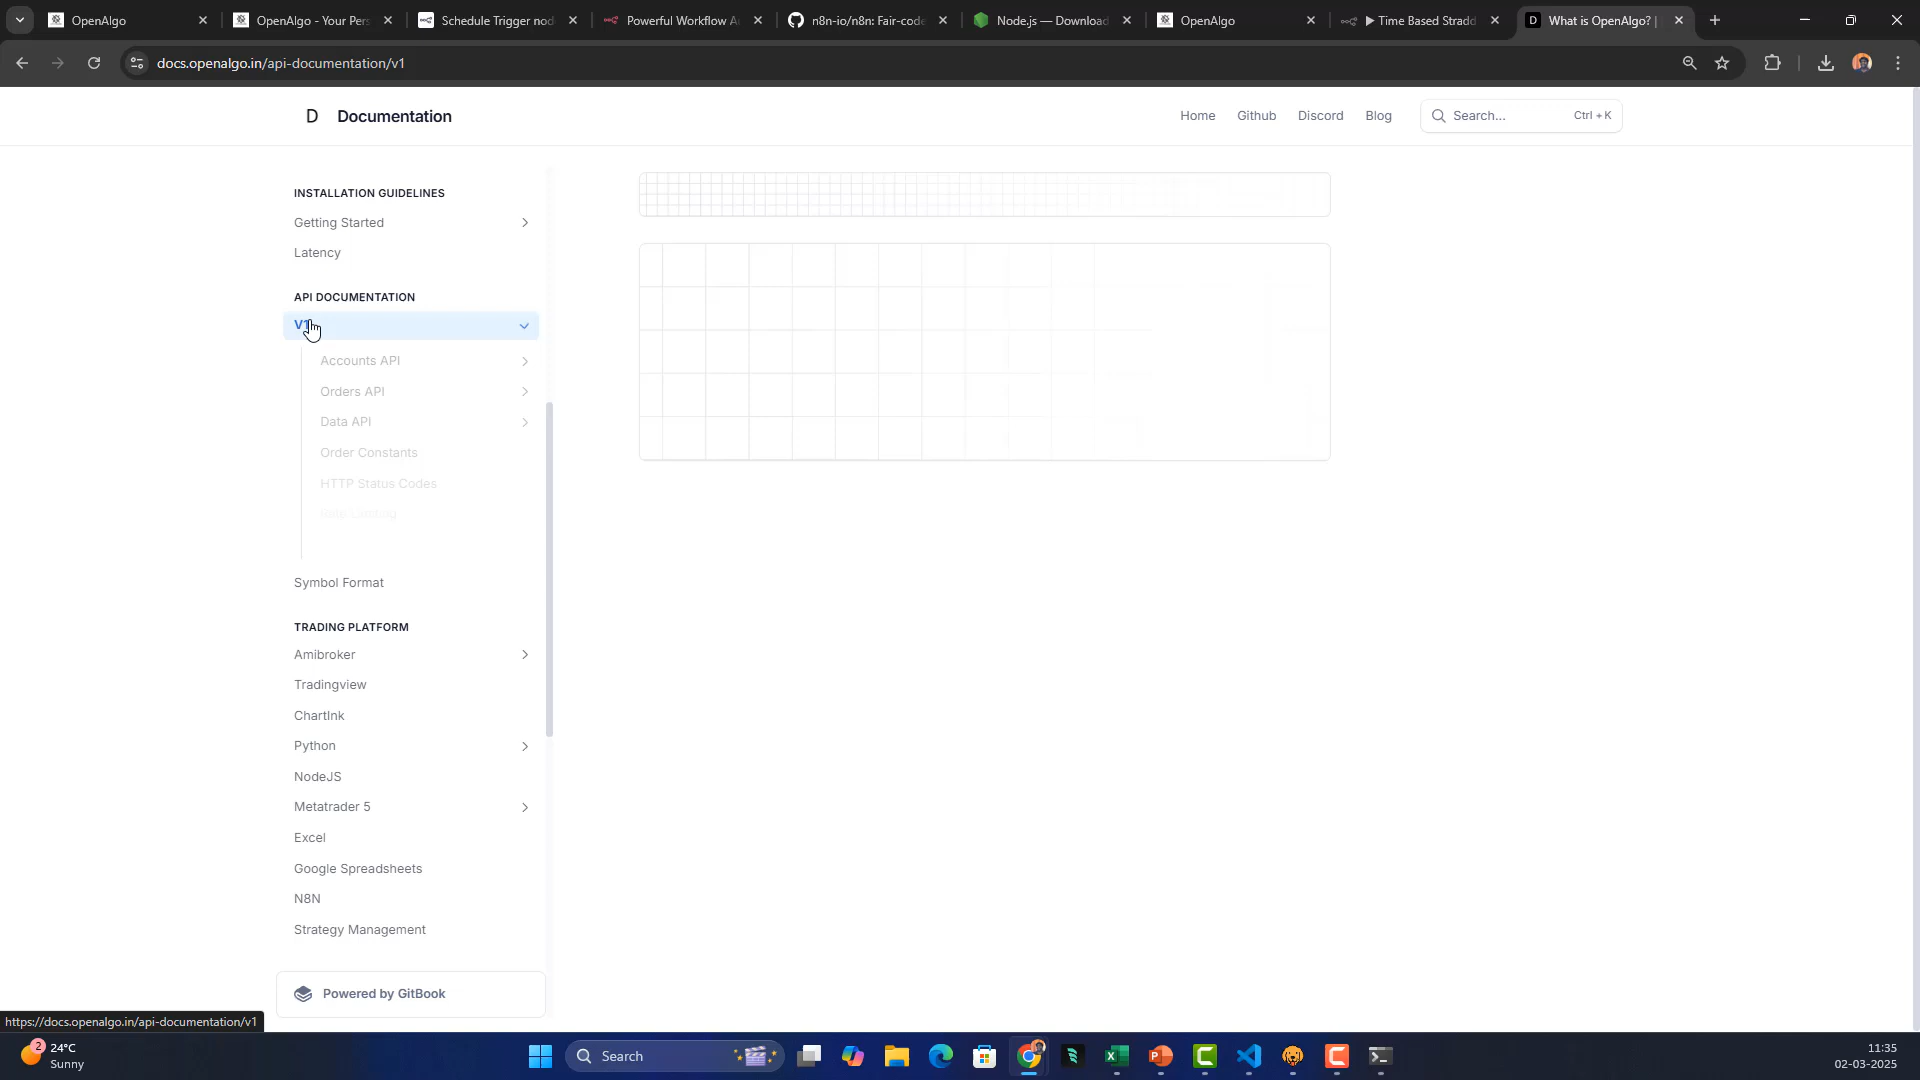 OpenAlgo
OpenAlgo - Your Pers
Schedule Trigger nod
Powerful Workflow Au
n8n-io/n8n: Fair-code
Node.js — Download
OpenAlgo
▶ Time Based Stradd
D What is OpenAlgo? |
docs.openalgo.in/api-documentation/v1
D Documentation
Home
Github
Discord
Blog
Search...
Ctrl + K
INSTALLATION GUIDELINES
Getting Started
Latency
API DOCUMENTATION
V1
Accounts API
Orders API
Data API
Order Constants
HTTP Status Codes
Rate Limiting
Symbol Format
TRADING PLATFORM
Amibroker
Tradingview
ChartInk
Python
NodeJS
Metatrader 5
Excel
Google Spreadsheets
N8N
Strategy Management
Powered by GitBook
https://docs.openalgo.in/api-documentation/v1
2
24°C
Sunny
Search
11:35
02-03-2025